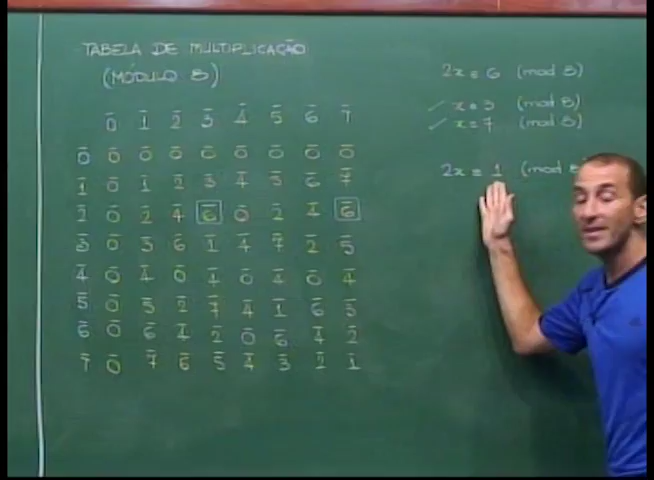 TABELA DE MULTIPLICAÇÃO
(MÓDULO 8)
0̄ 1̄ 2̄ 3̄ 4̄ 5̄ 6̄ 7̄
0̄ 0̄ 0̄ 0̄ 0̄ 0̄ 0̄ 0̄ 0̄
1̄ 0̄ 1̄ 2̄ 3̄ 4̄ 5̄ 6̄ 7̄
2̄ 0̄ 2̄ 4̄ 6̄ 0̄ 2̄ 4̄ 6̄
3̄ 0̄ 3̄ 6̄ 1̄ 4̄ 7̄ 2̄ 5̄
4̄ 0̄ 4̄ 0̄ 4̄ 0̄ 4̄ 0̄ 4̄
5̄ 0̄ 5̄ 2̄ 7̄ 4̄ 1̄ 6̄ 3̄
6̄ 0̄ 6̄ 4̄ 2̄ 0̄ 6̄ 4̄ 2̄
7̄ 0̄ 7̄ 6̄ 5̄ 4̄ 3̄ 2̄ 1̄
2x ≡ 6 (mod 8)
✓ x ≡ 3 (mod 8)
✓ x ≡ 7 (mod 8)
2x ≡ 1 (mod 8